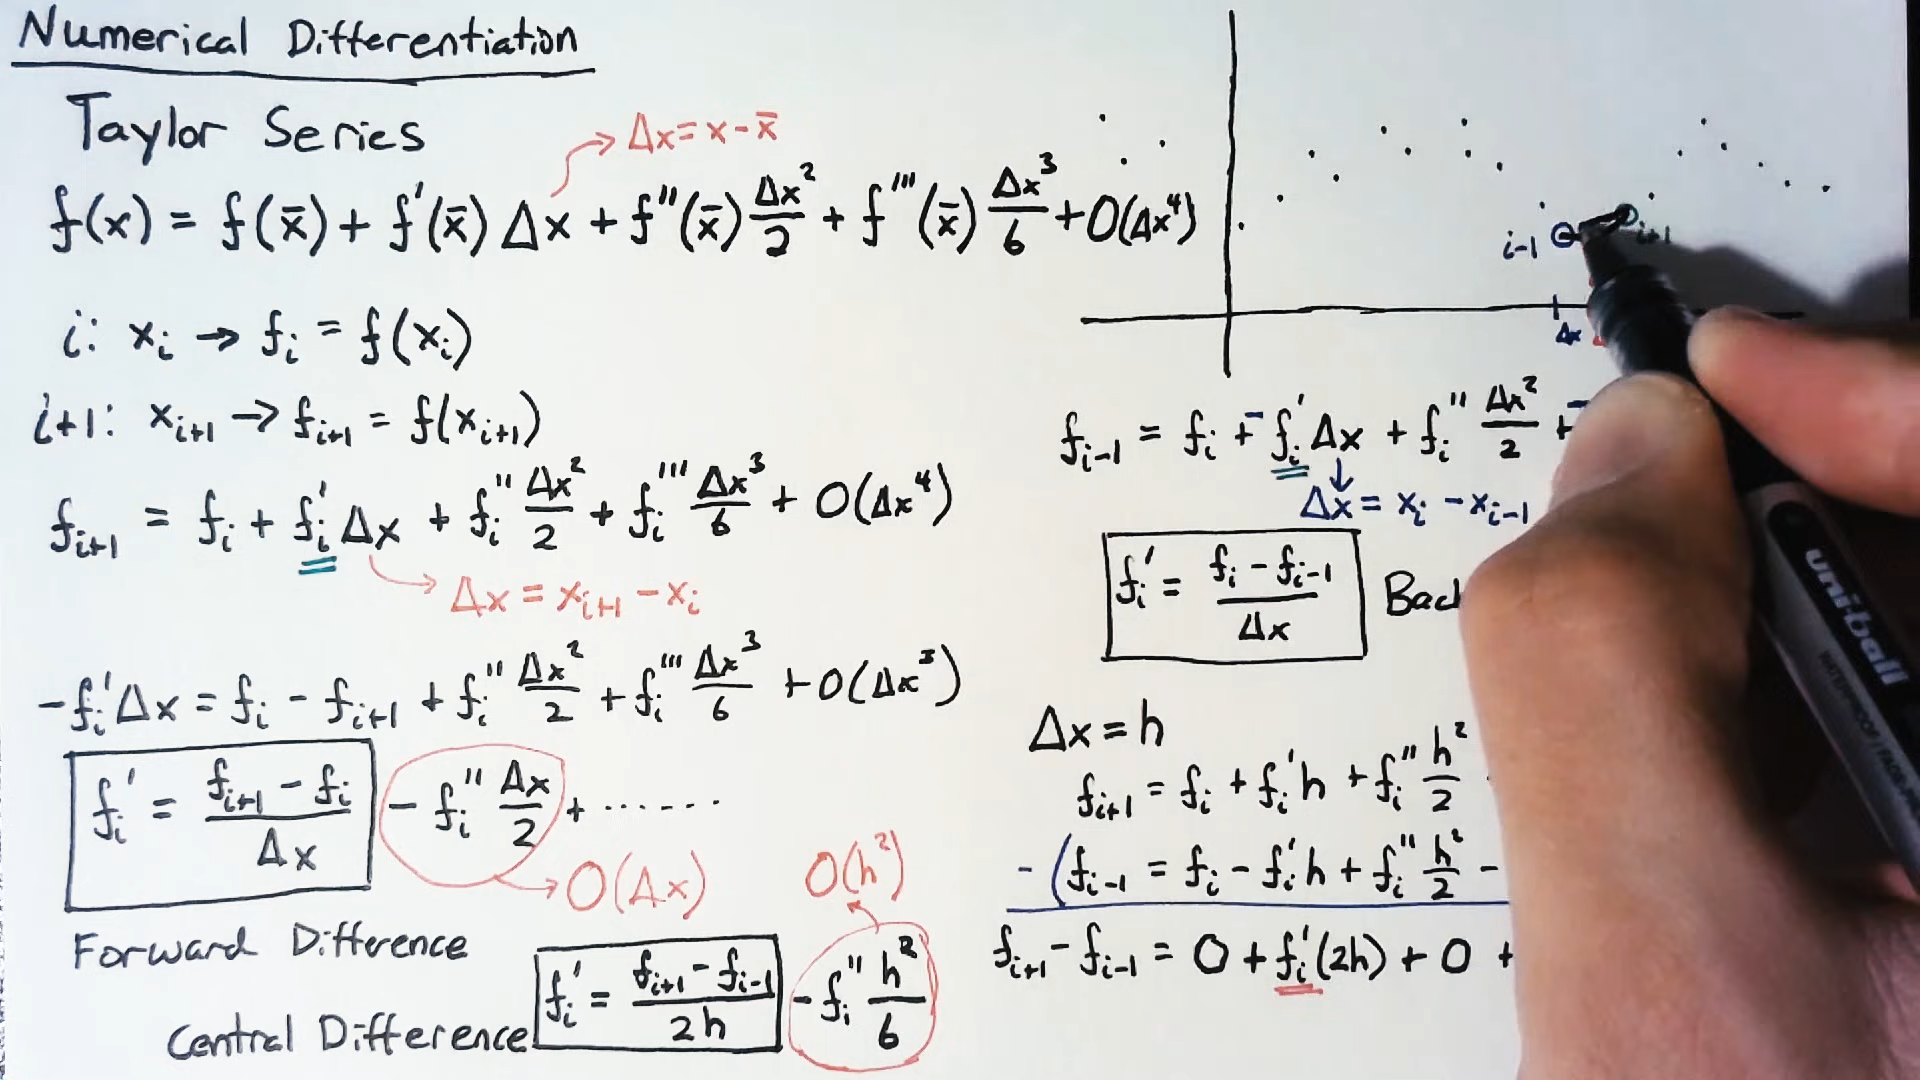 Numerical Differentiation
Taylor Series
Δx = x - x̄
f(x) = f(x̄) + f'(x̄) Δx + f''(x̄) Δx²/2 + f'''(x̄) Δx³/6 + O(Δx⁴)
i: xᵢ → fᵢ = f(xᵢ)
i+1: xᵢ₊₁ → fᵢ₊₁ = f(xᵢ₊₁)
fᵢ₊₁ = fᵢ + fᵢ' Δx + fᵢ'' Δx²/2 + fᵢ''' Δx³/6 + O(Δx⁴)
Δx = xᵢ₊₁ - xᵢ
-fᵢ'Δx = fᵢ - fᵢ₊₁ + fᵢ'' Δx²/2 + fᵢ''' Δx³/6 + O(Δx³)
fᵢ' = (fᵢ₊₁ - fᵢ)/Δx - fᵢ'' Δx/2 + ......
O(Δx)
Forward Difference
O(h²)
Central Difference
fᵢ' = (fᵢ₊₁ - fᵢ₋₁)/2h - fᵢ'' h²/6
i-1
i+1
Δx
fᵢ₋₁ = fᵢ + - fᵢ' Δx + fᵢ'' Δx²/2 +
Δx = xᵢ - xᵢ₋₁
fᵢ' = (fᵢ - fᵢ₋₁)/Δx
Bac
Δx = h
fᵢ₊₁ = fᵢ + fᵢ' h + fᵢ'' h²/2
- (fᵢ₋₁ = fᵢ - fᵢ' h + fᵢ'' h²/2 -
fᵢ₊₁ - fᵢ₋₁ = 0 + fᵢ'(2h) + 0 +
uni-ball